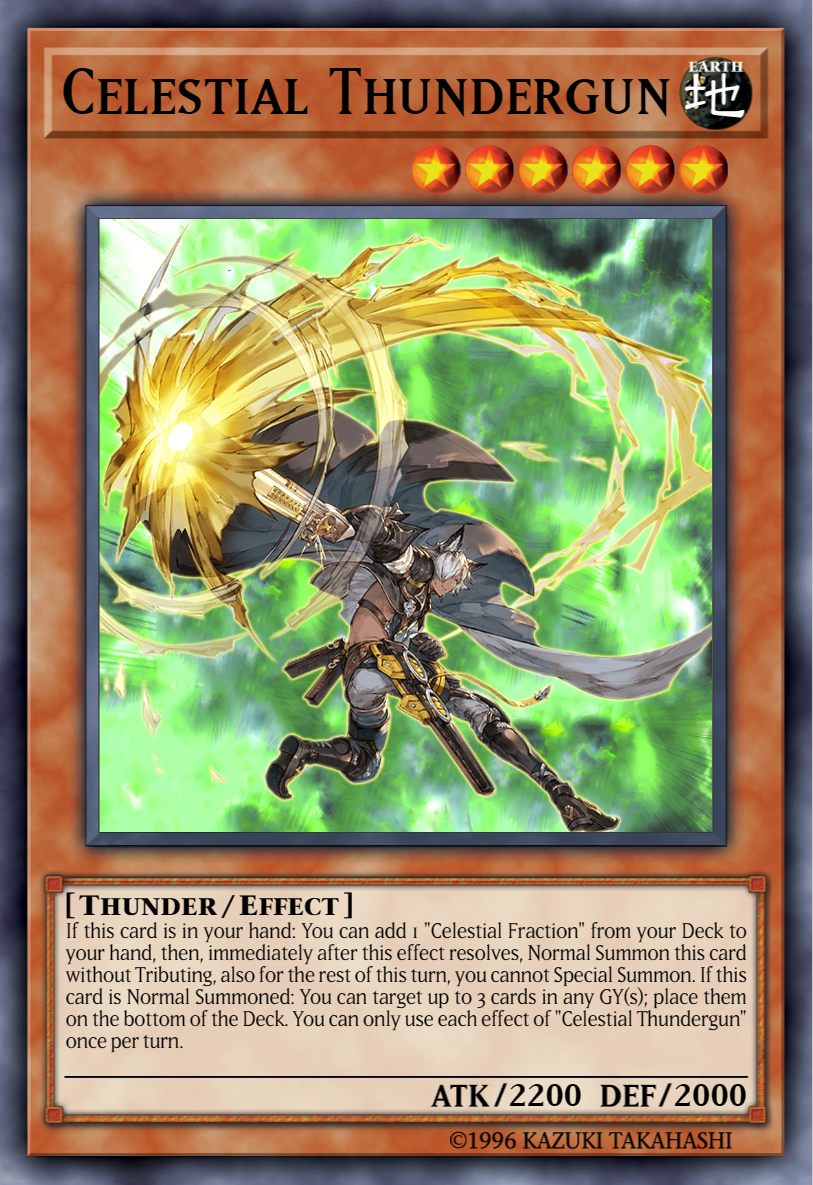 Celestial Thundergun
EARTH
地
[Thunder/Effect]
If this card is in your hand: You can add 1 "Celestial Fraction" from your Deck to
your hand, then, immediately after this effect resolves, Normal Summon this card
without Tributing, also for the rest of this turn, you cannot Special Summon. If this
card is Normal Summoned: You can target up to 3 cards in any GY(s); place them
on the bottom of the Deck. You can only use each effect of "Celestial Thundergun"
once per turn.
ATK/2200 DEF/2000
©1996 KAZUKI TAKAHASHI